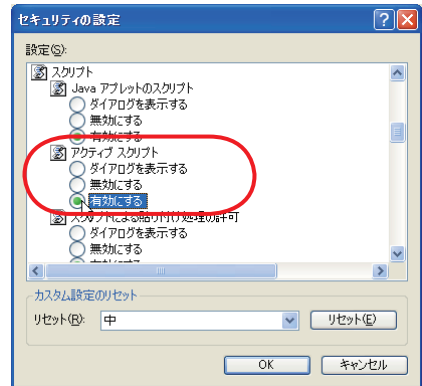 セキュリティの設定
設定(S):
スクリプト
Java アプレットのスクリプト
ダイアログを表示する
無効にする
有効にする
アクティブ スクリプト
ダイアログを表示する
無効にする
有効にする
スクリプトによる貼り付け処理の許可
ダイアログを表示する
無効にする
有効にする
カスタム設定のリセット
リセット(R): 中 リセット(E)
OK キャンセル